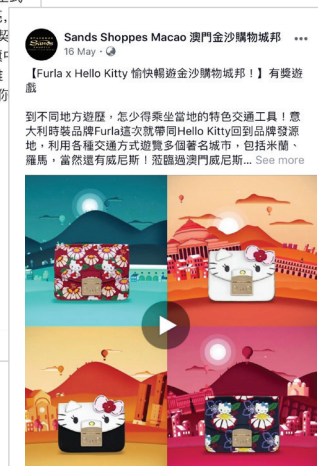 Sands Shoppes Macao 澳門金沙購物城邦
16 May ·
【Furla x Hello Kitty 愉快暢遊金沙購物城邦！】有獎遊
戲
到不同地方遊歷，怎少得乘坐當地的特色交通工具！意
大利時裝品牌Furla這次就帶同Hello Kitty回到品牌發源
地，利用各種交通方式遊覽多個著名城市，包括米蘭、
羅馬，當然還有威尼斯！蒞臨過澳門威尼斯... See more